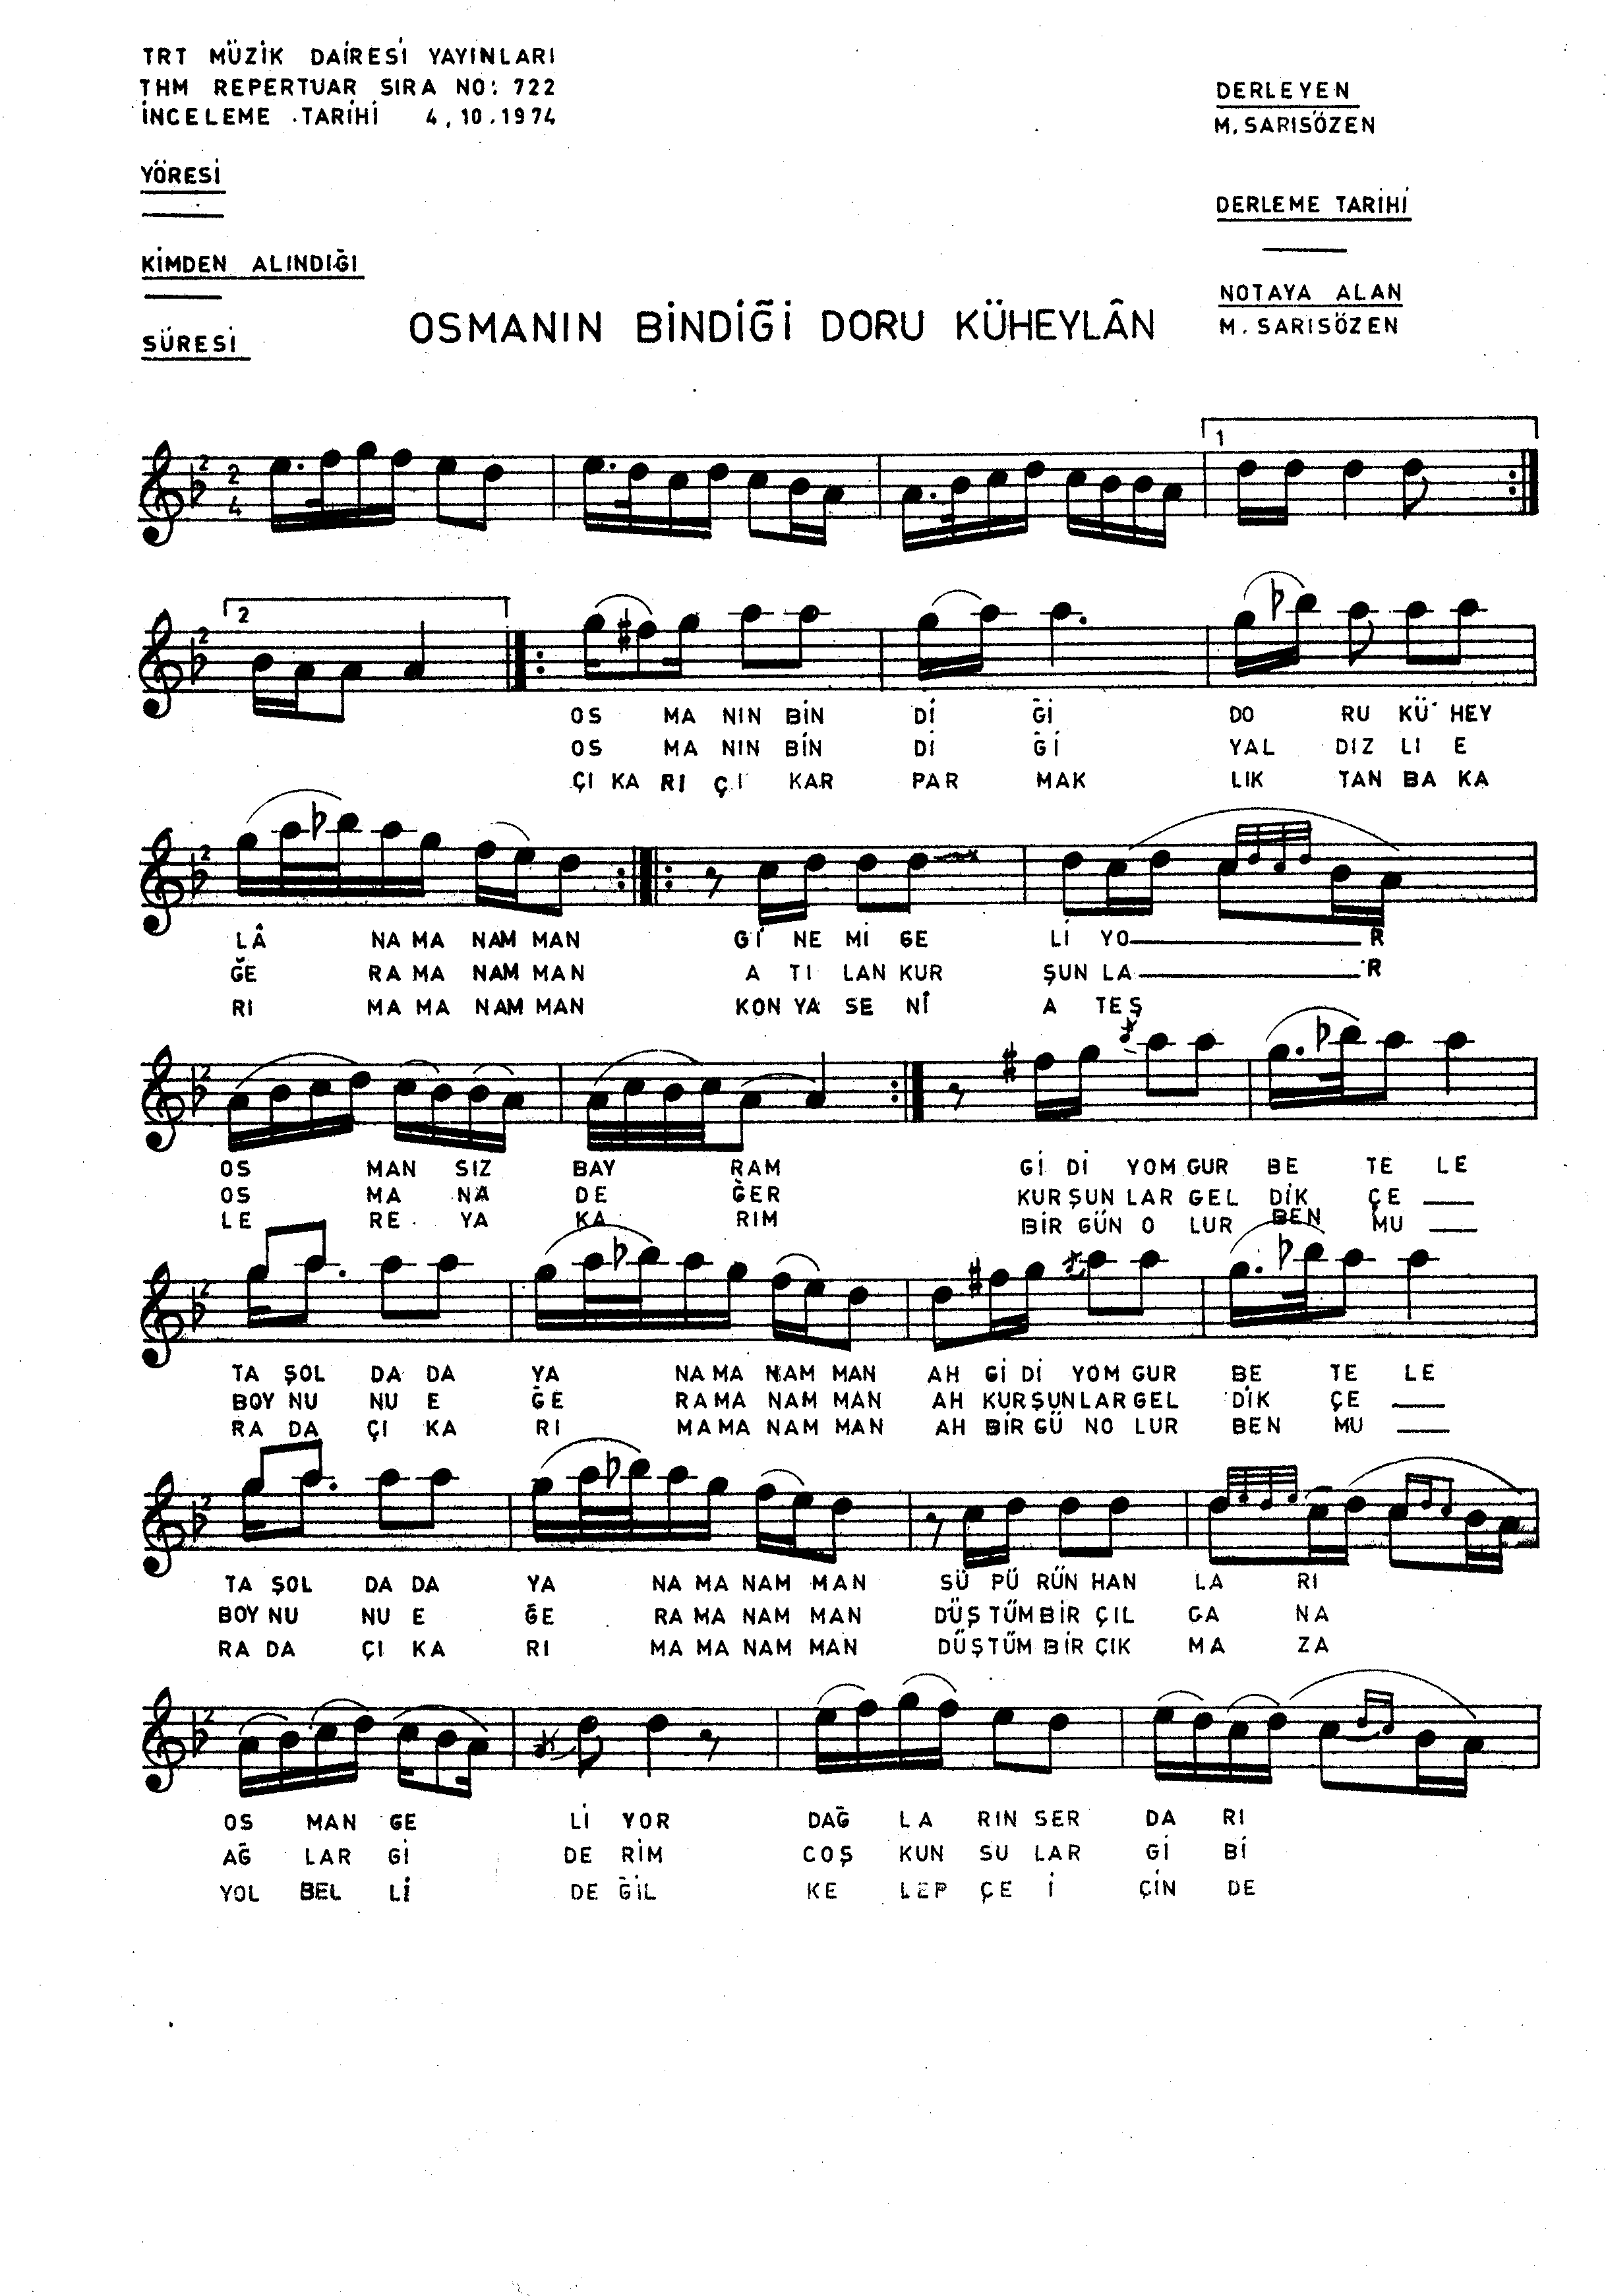 TRT MÜZİK DAİRESİ YAYINLARI
THM REPERTUAR SIRA NO: 722
İNCELEME TARİHİ 4.10.1974
DERLEYEN
M. SARISÖZEN
YÖRESİ
DERLEME TARİHİ
KİMDEN ALINDIĞI
NOTAYA ALAN
M. SARISÖZEN
SÜRESİ
OSMANIN BİNDİĞİ DORU KÜHEYLÂN
2
4
1
2
OS MA NIN BİN Dİ Ğİ DO RU KÜ HEY
OS MA NIN BİN Dİ Ğİ YAL DIZ LI E
ÇI KA RI ÇI KAR PAR MAK LIK TAN BA KA
LÂ NA MA NAM MAN Gİ NE Mİ GE Lİ YO R
ĞE RA MA NAM MAN A TI LAN KUR ŞUN LA R
RI MA MA NAM MAN KON YA SE Nİ A TEŞ
OS MAN SIZ BAY RAM Gİ Dİ YOM GUR BE TE LE
OS MA NA DE ĞER KUR ŞUN LAR GEL DİK ÇE
LE RE YA KA RIM BİR GÜN O LUR BEN MU
TA ŞOL DA DA YA NA MA NAM MAN AH Gİ Dİ YOM GUR BE TE LE
BOY NU NU E ĞE RA MA NAM MAN AH KURŞUNLAR GEL DİK ÇE
RA DA ÇI KA RI MA MA NAM MAN AH BİR GÜ NO LUR BEN MU
TA ŞOL DA DA YA NA MA NAM MAN SÜ PÜ RÜN HAN LA RI
BOY NU NU E ĞE RA MA NAM MAN DÜŞ TÜM BİR ÇIL GA NA
RA DA ÇI KA RI MA MA NAM MAN DÜŞ TÜM BİR ÇIK MA ZA
OS MAN GE Lİ YOR DAĞ LA RIN SER DA RI
AĞ LAR Gİ DE RİM COŞ KUN SU LAR Gİ Bİ
YOL BEL Lİ DE ĞİL KE LEP ÇE İ ÇİN DE